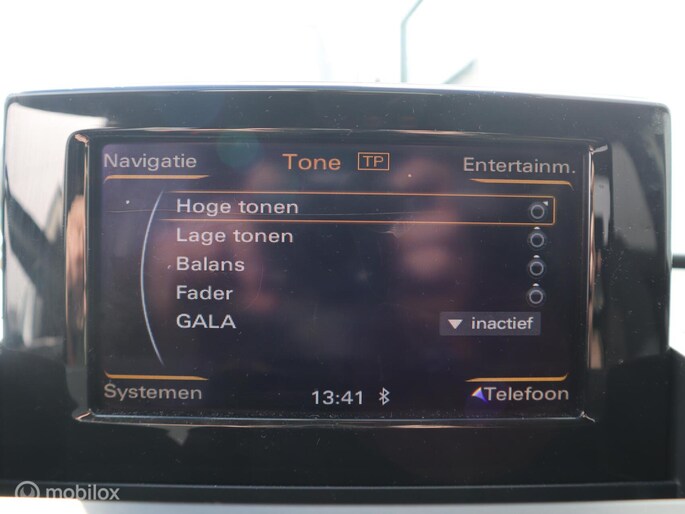 Navigatie Tone TP Entertainm.
Hoge tonen
Lage tonen
Balans
Fader
GALA inactief
Systemen 13:41 Telefoon
mobilox